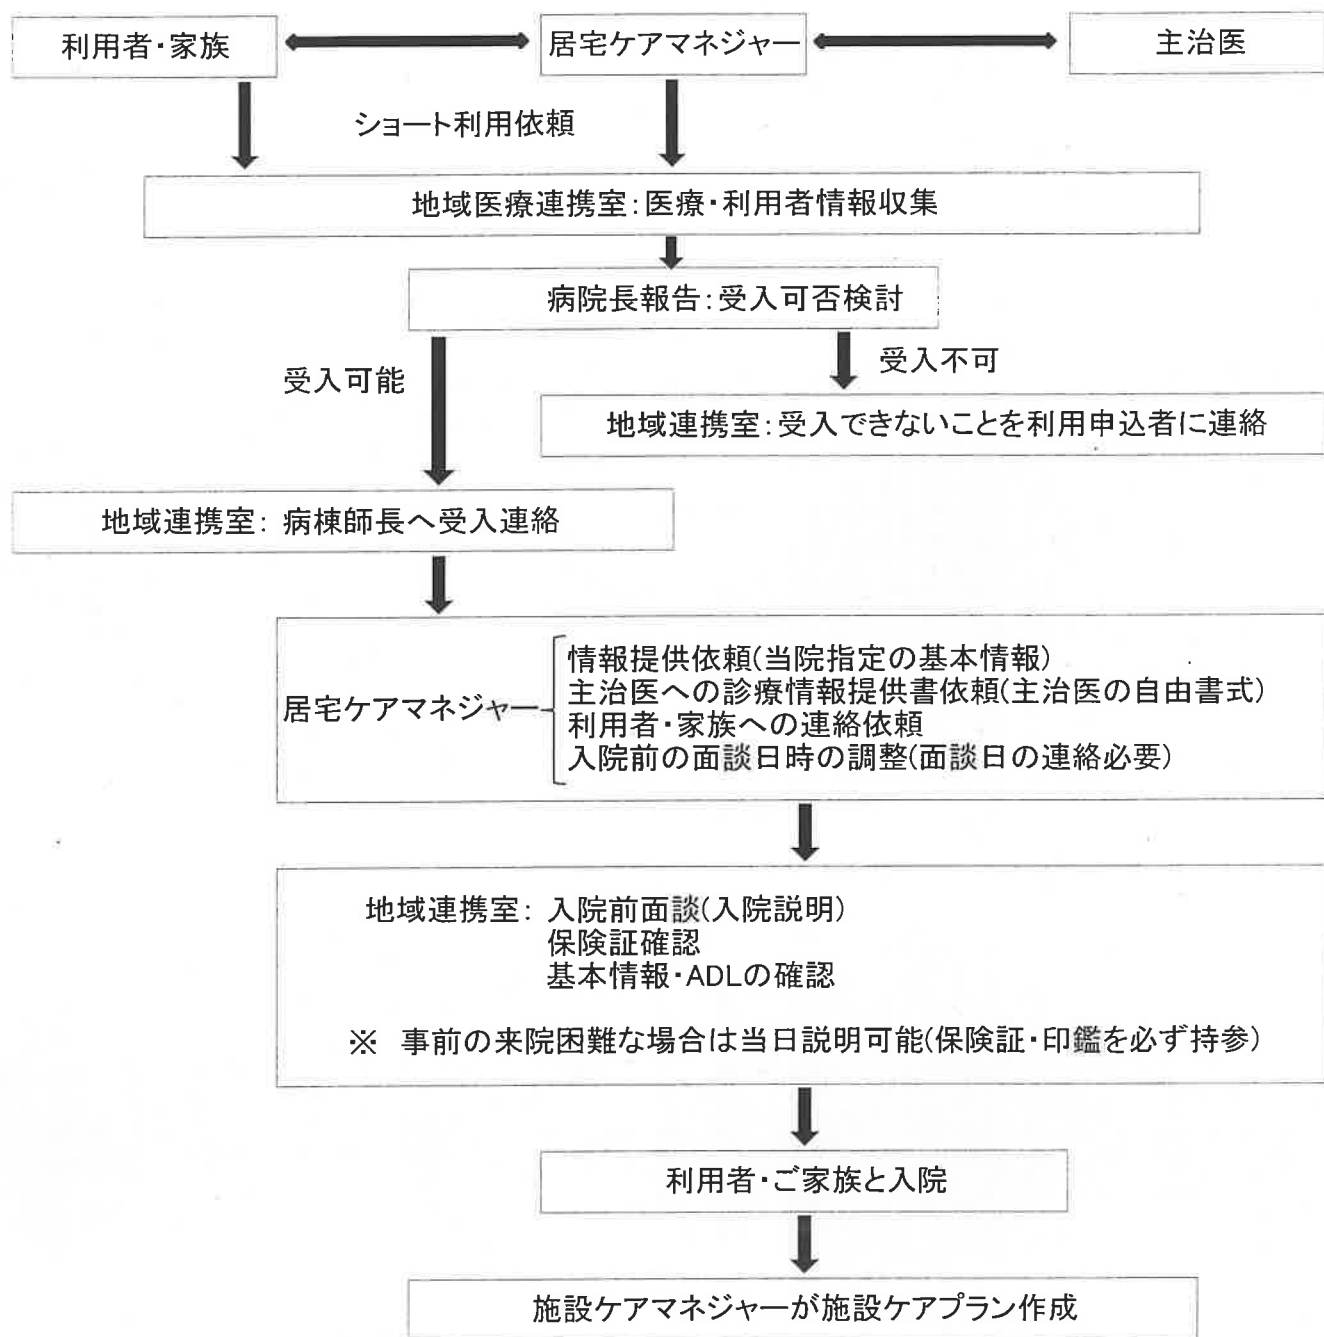 利用者・家族
居宅ケアマネジャー
主治医
ショート利用依頼
地域医療連携室：医療・利用者情報収集
病院長報告：受入可否検討
受入可能
受入不可
地域連携室：受入できないことを利用申込者に連絡
地域連携室：病棟師長へ受入連絡
居宅ケアマネジャー
情報提供依頼(当院指定の基本情報)
主治医への診療情報提供書依頼(主治医の自由書式)
利用者・家族への連絡依頼
入院前の面談日時の調整(面談日の連絡必要)
地域連携室：入院前面談(入院説明)
保険証確認
基本情報・ADLの確認
※ 事前の来院困難な場合は当日説明可能(保険証・印鑑を必ず持参)
利用者・ご家族と入院
施設ケアマネジャーが施設ケアプラン作成